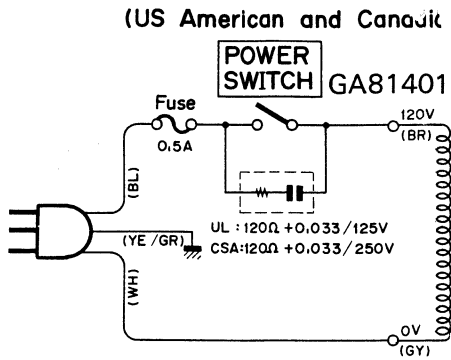 (US American and Canadi
POWER
SWITCH
GA81401
Fuse
0.5A
120V
(BR)
(BL)
(YE/GR)
UL : 120Ω +0.033/125V
CSA:120Ω +0.033/250V
(WH)
0V
(GY)